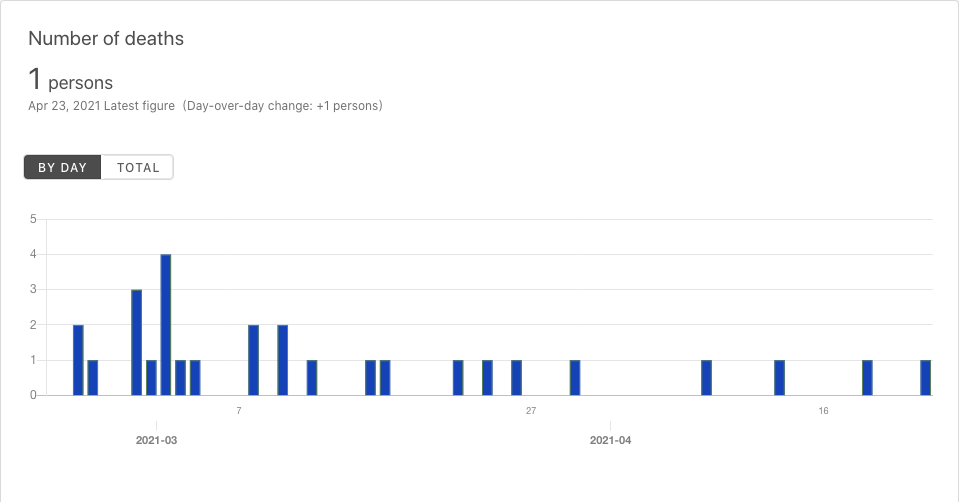 Number of deaths
1 persons
Apr 23, 2021 Latest figure (Day-over-day change: +1 persons)
BY DAY TOTAL
5
4
3
2
1
0
7 27 16
2021-03 2021-04